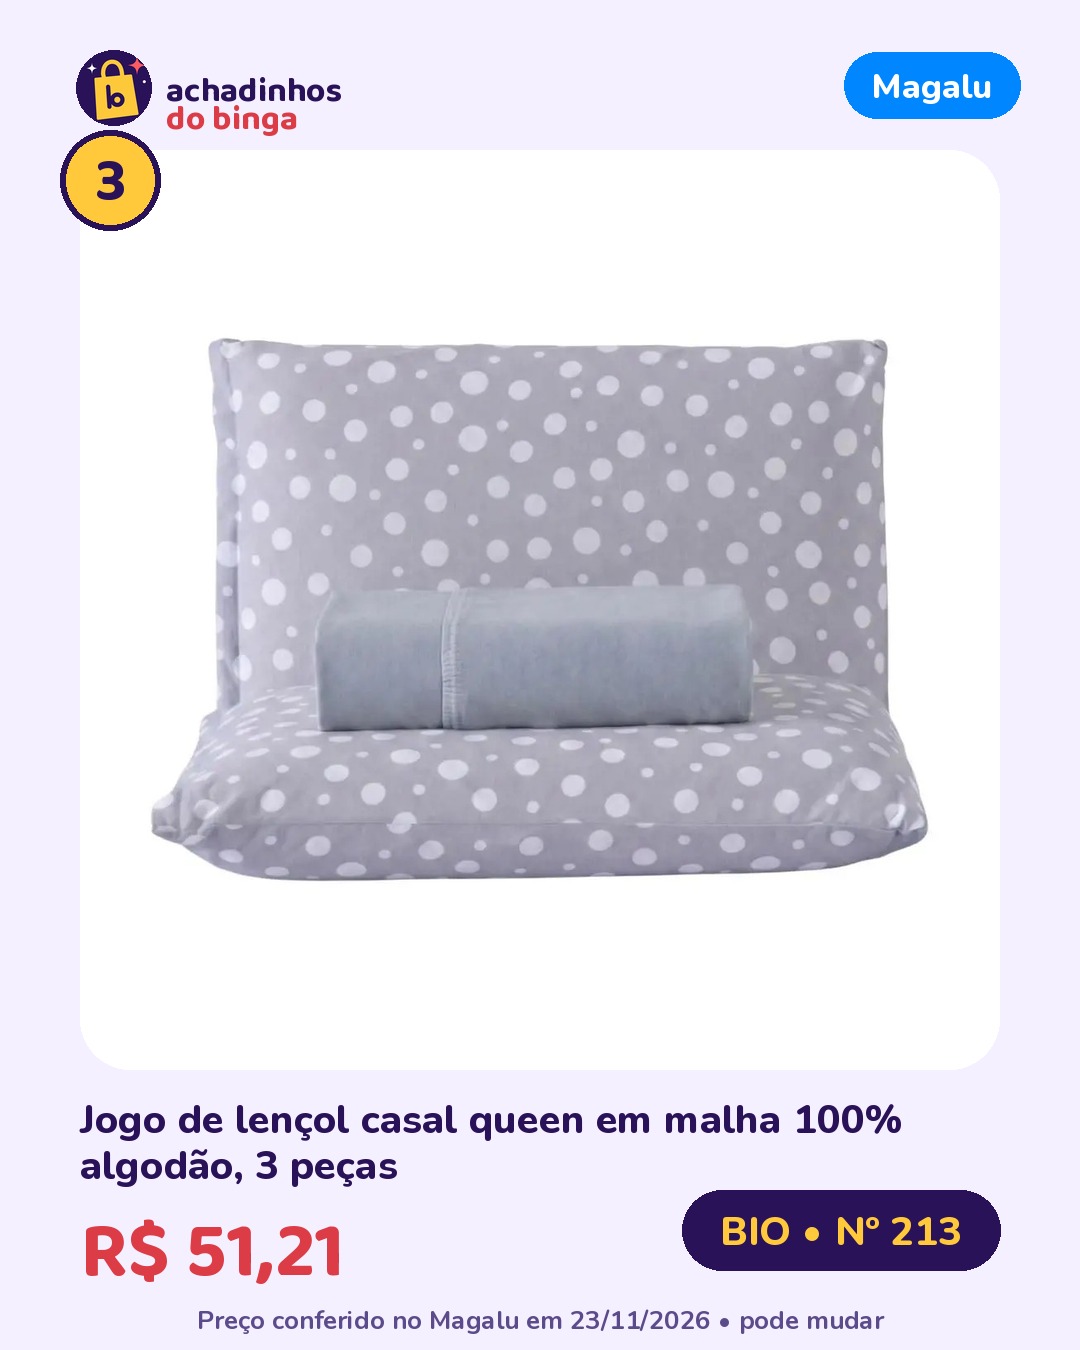 b
achadinhos
do binga
Magalu
3
Jogo de lençol casal queen em malha 100%
algodão, 3 peças
R$ 51,21
BIO • Nº 213
Preço conferido no Magalu em 23/11/2026 • pode mudar